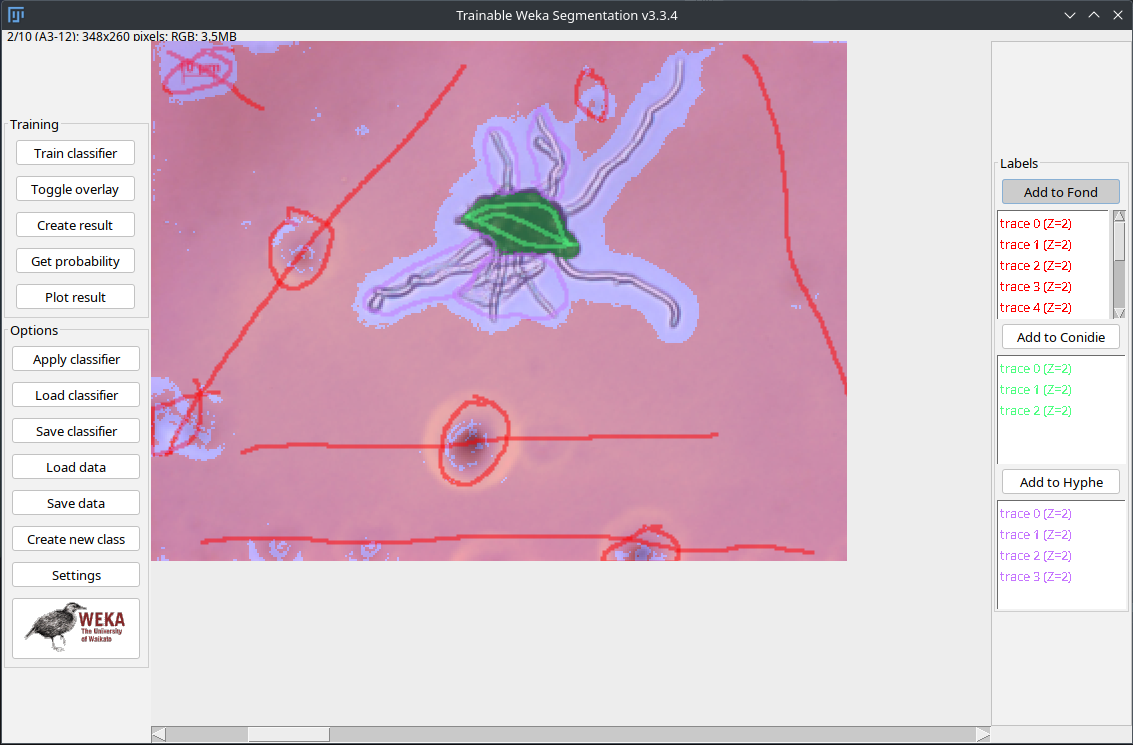 Trainable Weka Segmentation v3.3.4
2/10 (A3-12); 348x260 pixels; RGB; 3.5MB
Training
Train classifier
Toggle overlay
Create result
Get probability
Plot result
Options
Apply classifier
Load classifier
Save classifier
Load data
Save data
Create new class
Settings
WEKA
The University
of Waikato
Labels
Add to Fond
trace 0 (Z=2)
trace 1 (Z=2)
trace 2 (Z=2)
trace 3 (Z=2)
trace 4 (Z=2)
Add to Conidie
trace 0 (Z=2)
trace 1 (Z=2)
trace 2 (Z=2)
Add to Hyphe
trace 0 (Z=2)
trace 1 (Z=2)
trace 2 (Z=2)
trace 3 (Z=2)